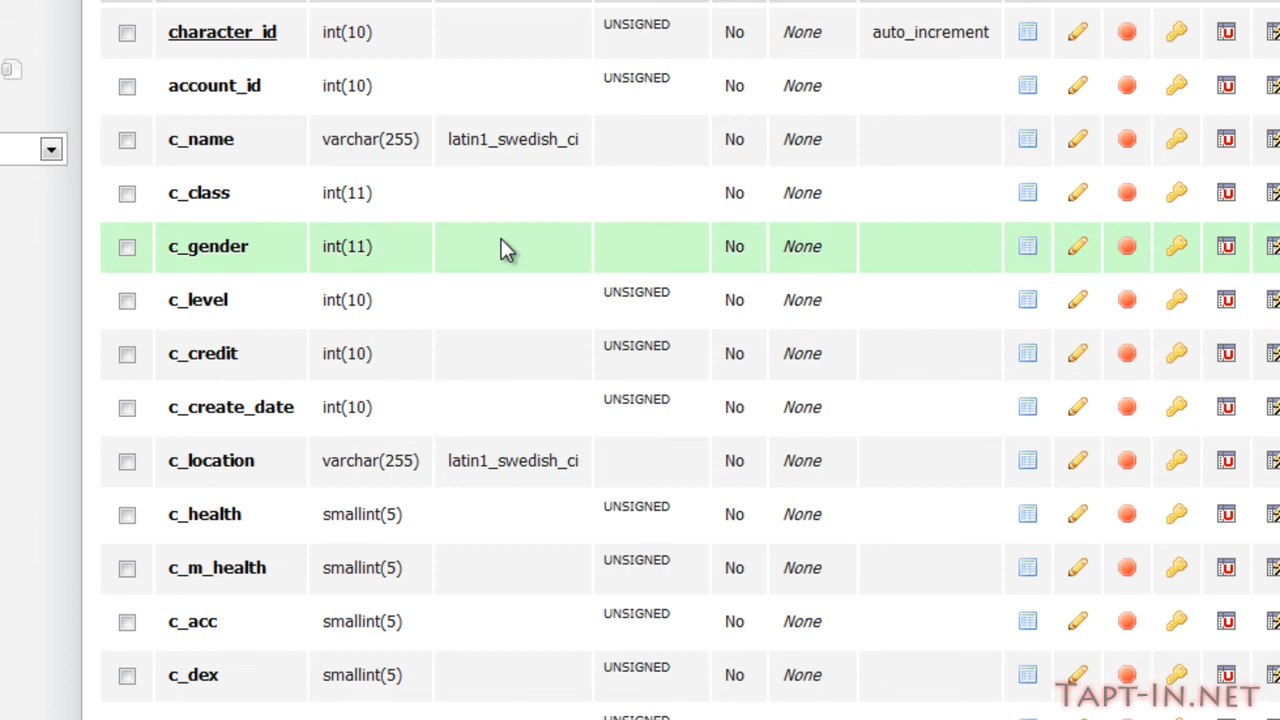 character_id int(10) UNSIGNED No None auto_increment
account_id int(10) UNSIGNED No None
c_name varchar(255) latin1_swedish_ci No None
c_class int(11) No None
c_gender int(11) No None
c_level int(10) UNSIGNED No None
c_credit int(10) UNSIGNED No None
c_create_date int(10) UNSIGNED No None
c_location varchar(255) latin1_swedish_ci No None
c_health smallint(5) UNSIGNED No None
c_m_health smallint(5) UNSIGNED No None
c_acc smallint(5) UNSIGNED No None
c_dex smallint(5) UNSIGNED No None
Tapt-In.net